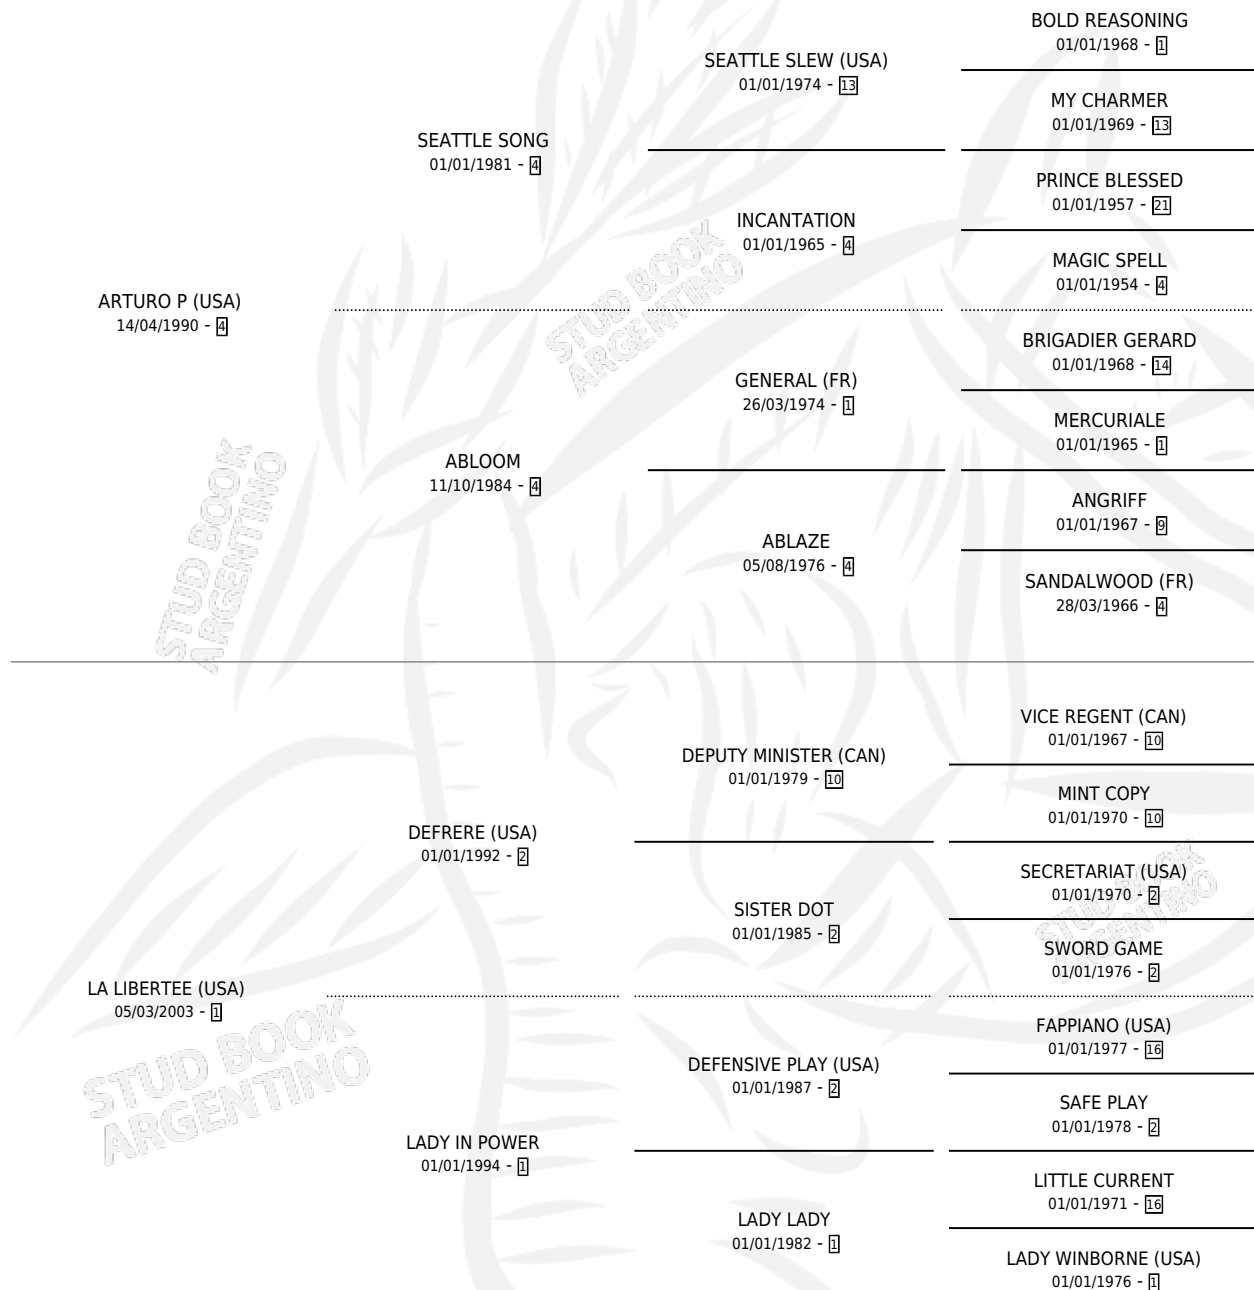 BOLD REASONING
01/01/1968 - 1
SEATTLE SLEW (USA)
01/01/1974 - 13
MY CHARMER
01/01/1969 - 13
SEATTLE SONG
01/01/1981 - 4
PRINCE BLESSED
01/01/1957 - 21
INCANTATION
01/01/1965 - 4
MAGIC SPELL
01/01/1954 - 4
ARTURO P (USA)
14/04/1990 - 4
BRIGADIER GERARD
01/01/1968 - 14
GENERAL (FR)
26/03/1974 - 1
MERCURIALE
01/01/1965 - 1
ABLOOM
11/10/1984 - 4
ANGRIFF
01/01/1967 - 9
ABLAZE
05/08/1976 - 4
SANDALWOOD (FR)
28/03/1966 - 4
VICE REGENT (CAN)
01/01/1967 - 10
DEPUTY MINISTER (CAN)
01/01/1979 - 10
MINT COPY
01/01/1970 - 10
DEFRERE (USA)
01/01/1992 - 2
SECRETARIAT (USA)
01/01/1970 - 2
SISTER DOT
01/01/1985 - 2
SWORD GAME
01/01/1976 - 2
LA LIBERTEE (USA)
05/03/2003 - 1
FAPPIANO (USA)
01/01/1977 - 16
DEFENSIVE PLAY (USA)
01/01/1987 - 2
SAFE PLAY
01/01/1978 - 2
LADY IN POWER
01/01/1994 - 1
LITTLE CURRENT
01/01/1971 - 16
LADY LADY
01/01/1982 - 1
LADY WINBORNE (USA)
01/01/1976 - 1
STUD BOOK
ARGENTINO
STUD BOOK
ARGENTINO
STUD BOOK
ARGENTINO
STUD BOOK
ARGENTINO